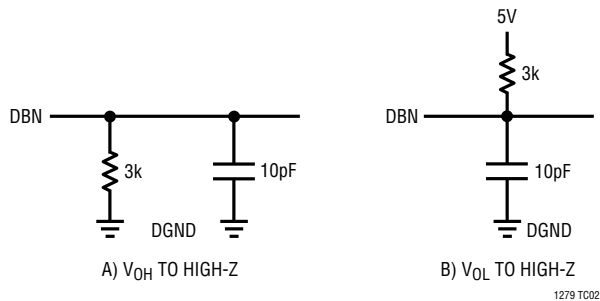 5V
3k
DBN
DBN
3k
10pF
10pF
DGND
DGND
A) VOH TO HIGH-Z
B) VOL TO HIGH-Z
1279 TC02